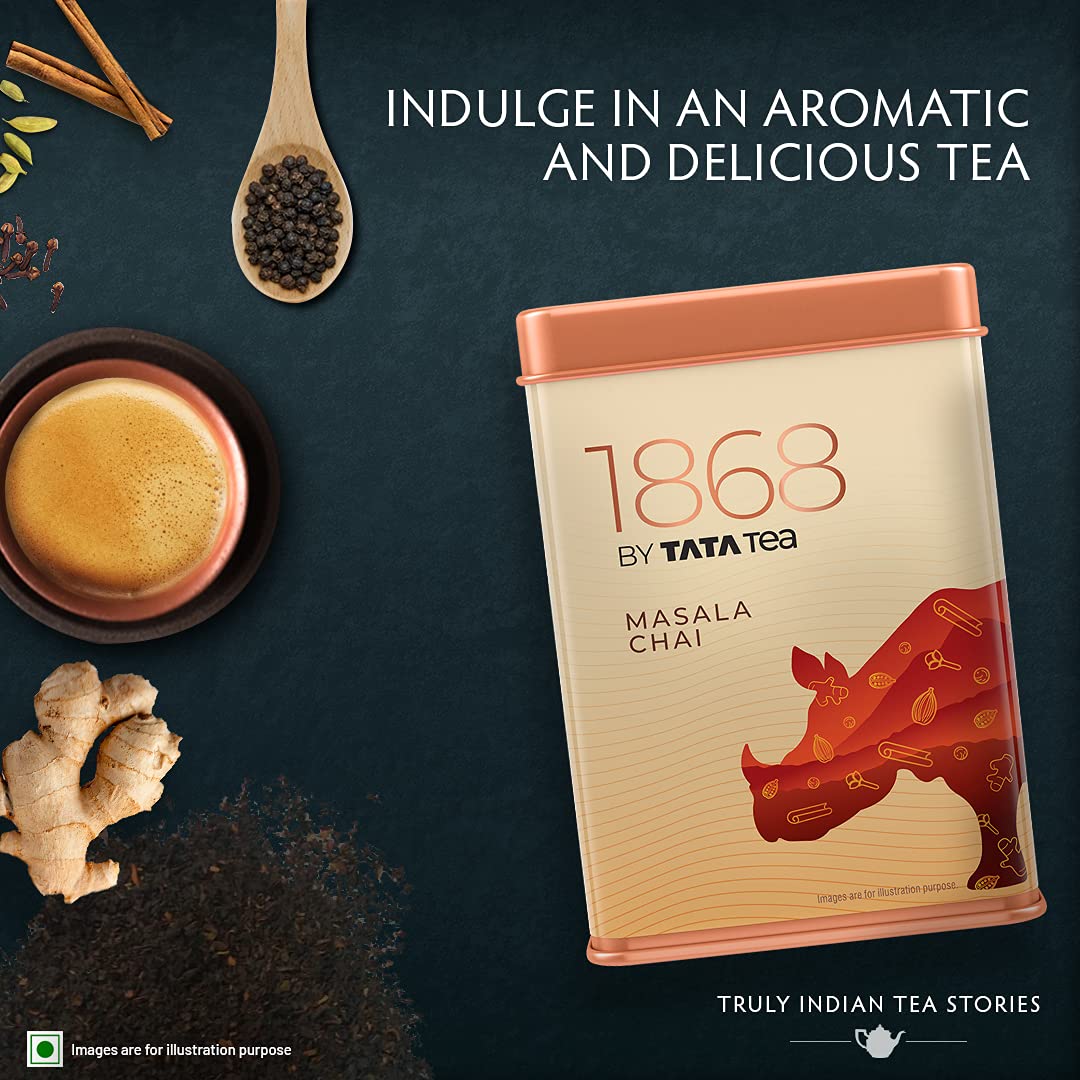 INDULGE IN AN AROMATIC
AND DELICIOUS TEA
1868
BY TATA TEA
MASALA
CHAI
Images are for illustration purpose.
TRULY INDIAN TEA STORIES
Images are for illustration purpose